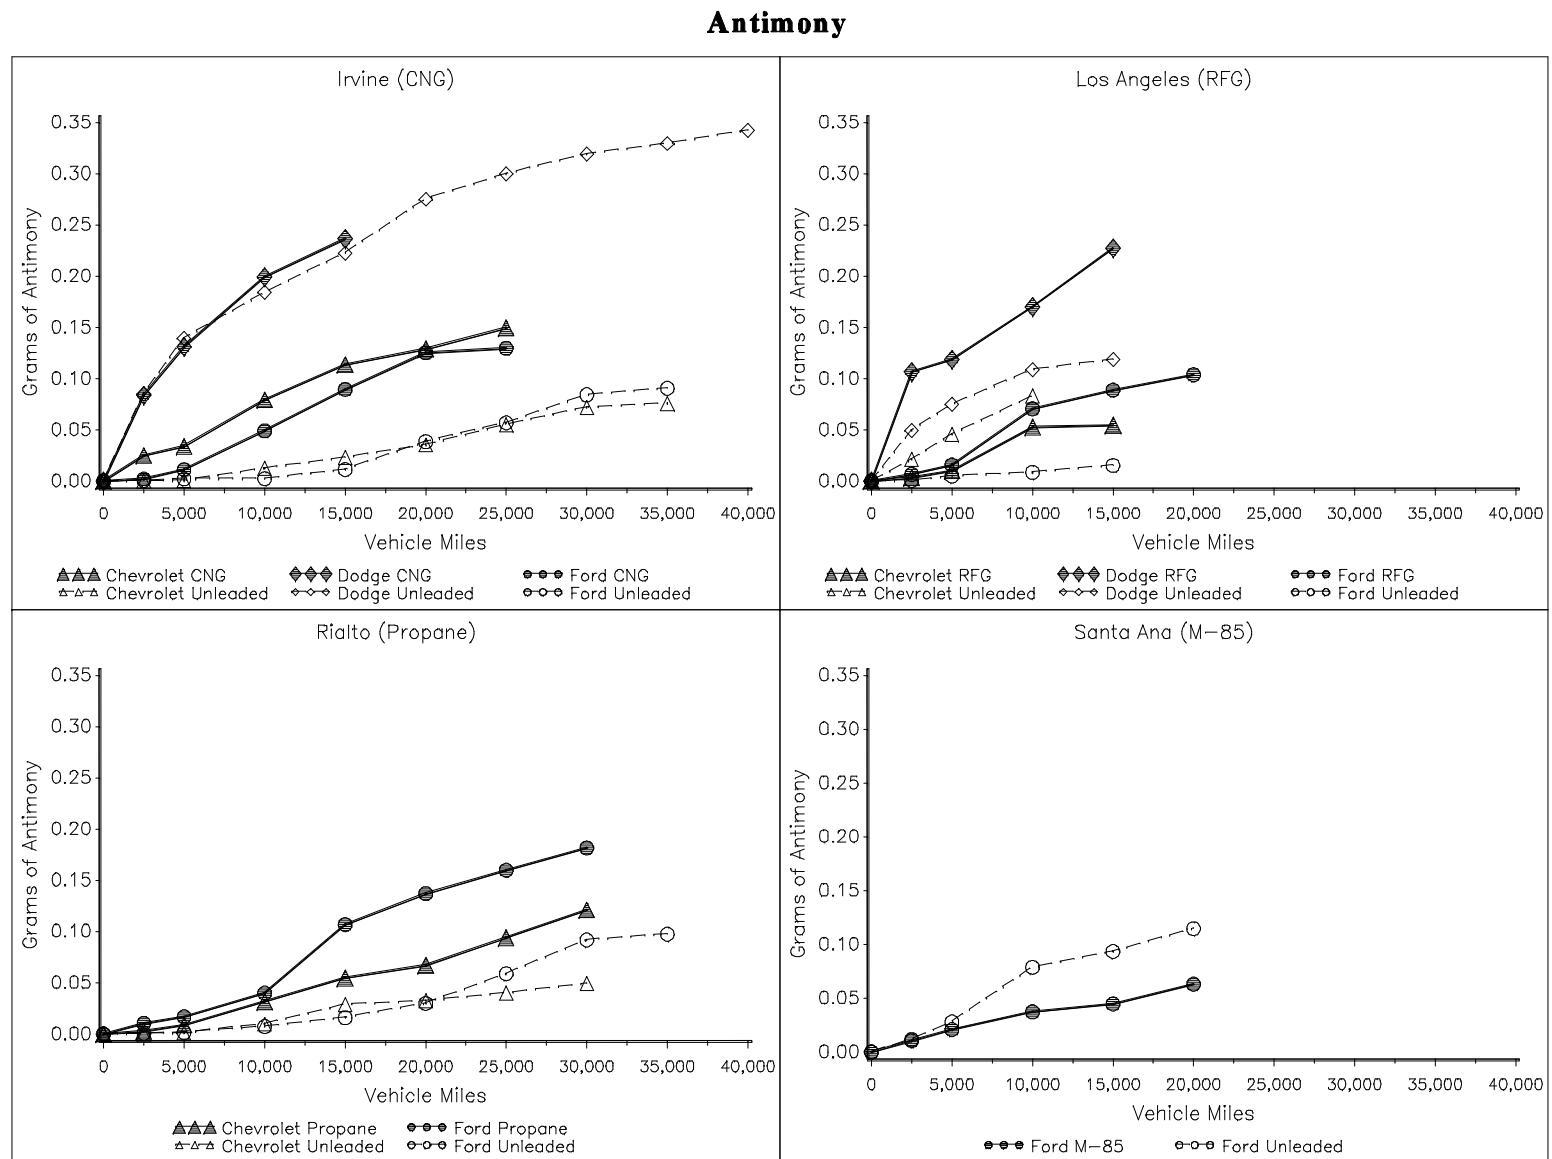 Antimony
Irvine (CNG)
0.35
0.30
0.25
0.20
0.15
0.10
0.05
0.00
Grams of Antimony
0 5,000 10,000 15,000 20,000 25,000 30,000 35,000 40,000
Vehicle Miles
Chevrolet CNG Dodge CNG Ford CNG
Chevrolet Unleaded Dodge Unleaded Ford Unleaded
Los Angeles (RFG)
0.35
0.30
0.25
0.20
0.15
0.10
0.05
0.00
Grams of Antimony
0 5,000 10,000 15,000 20,000 25,000 30,000 35,000 40,000
Vehicle Miles
Chevrolet RFG Dodge RFG Ford RFG
Chevrolet Unleaded Dodge Unleaded Ford Unleaded
Rialto (Propane)
0.35
0.30
0.25
0.20
0.15
0.10
0.05
0.00
Grams of Antimony
0 5,000 10,000 15,000 20,000 25,000 30,000 35,000 40,000
Vehicle Miles
Chevrolet Propane Ford Propane
Chevrolet Unleaded Ford Unleaded
Santa Ana (M-85)
0.35
0.30
0.25
0.20
0.15
0.10
0.05
0.00
Grams of Antimony
0 5,000 10,000 15,000 20,000 25,000 30,000 35,000 40,000
Vehicle Miles
Ford M-85 Ford Unleaded